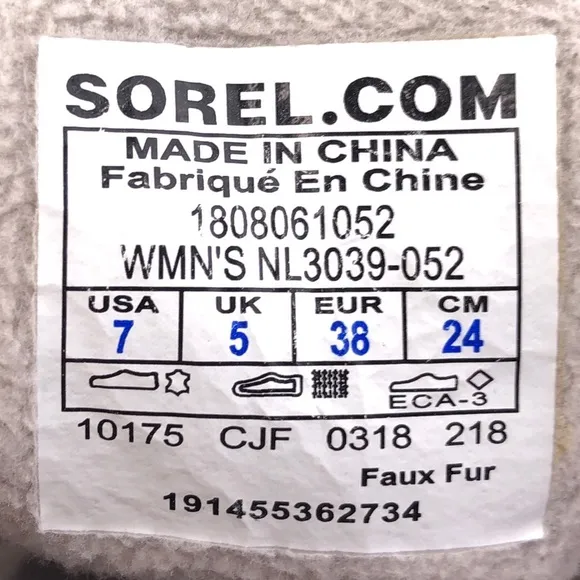 SOREL.COM
MADE IN CHINA
Fabriqué En Chine
1808061052
WMN'S NL3039-052
USA UK EUR CM
7 5 38 24
ECA-3
10175 CJF 0318 218
Faux Fur
191455362734